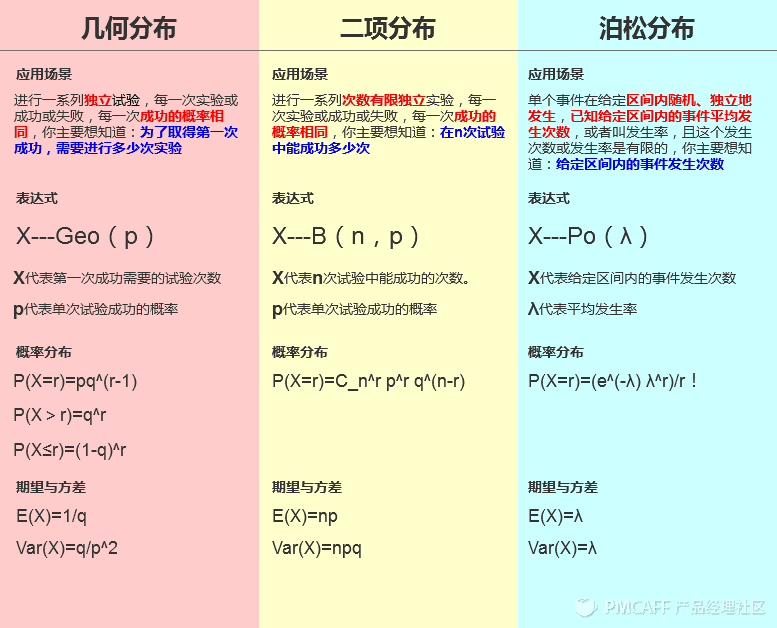 几何分布
应用场景
进行一系列独立试验，每一次实验或
成功或失败，每一次成功的概率相
同，你主要想知道：为了取得第一次
成功，需要进行多少次实验
表达式
X---Geo（p）
X代表第一次成功需要的试验次数
p代表单次试验成功的概率
概率分布
P(X=r)=pq^(r-1)
P(X＞r)=q^r
P(X≤r)=(1-q)^r
期望与方差
E(X)=1/q
Var(X)=q/p^2
二项分布
应用场景
进行一系列次数有限独立实验，每一
次实验或成功或失败，每一次成功的
概率相同，你主要想知道：在n次试验
中能成功多少次
表达式
X---B（n，p）
X代表n次试验中能成功的次数。
p代表单次试验成功的概率
概率分布
P(X=r)=C_n^r p^r q^(n-r)
期望与方差
E(X)=np
Var(X)=npq
泊松分布
应用场景
单个事件在给定区间内随机、独立地
发生，已知给定区间内的事件平均发
生次数，或者叫发生率，且这个发生
次数或发生率是有限的，你主要想知
道：给定区间内的事件发生次数
表达式
X---Po（λ）
X代表给定区间内的事件发生次数
λ代表平均发生率
概率分布
P(X=r)=(e^(-λ) λ^r)/r！
期望与方差
E(X)=λ
Var(X)=λ
PMCAFF 产品经理社区